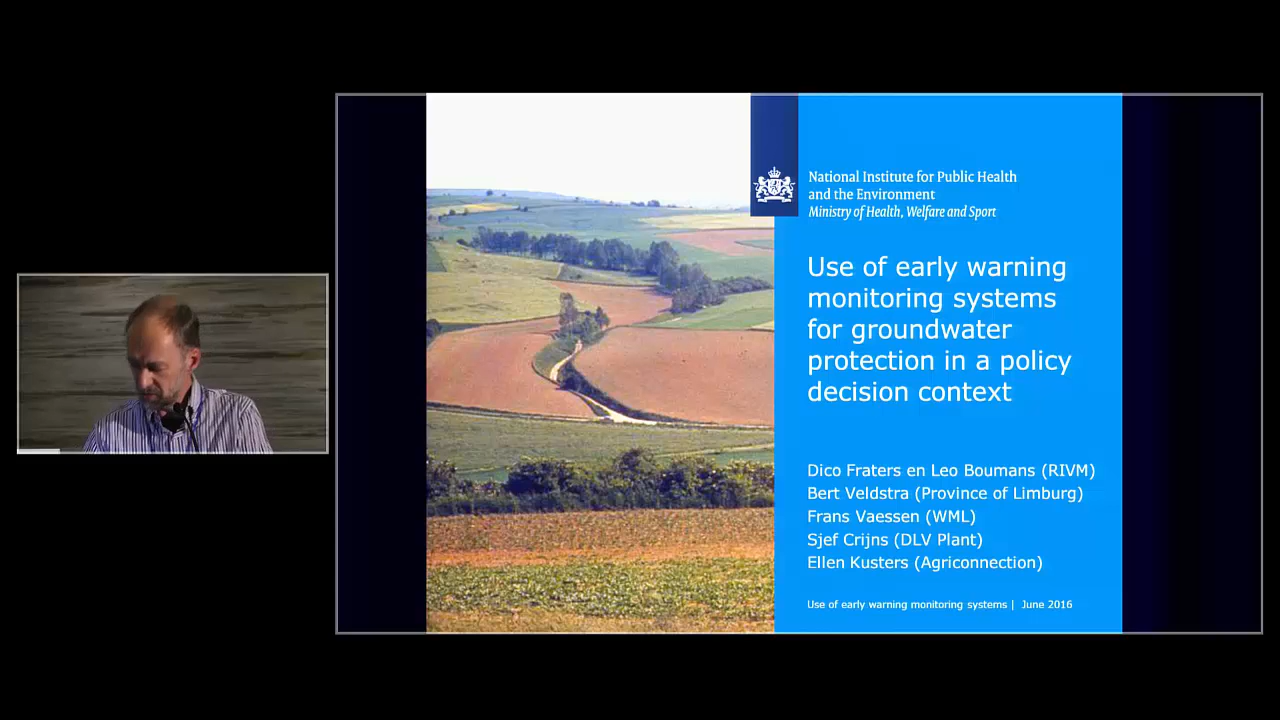 National Institute for Public Health
and the Environment
Ministry of Health, Welfare and Sport
Use of early warning
monitoring systems
for groundwater
protection in a policy
decision context
Dico Fraters en Leo Boumans (RIVM)
Bert Veldstra (Province of Limburg)
Frans Vaessen (WML)
Sjef Crijns (DLV Plant)
Ellen Kusters (Agriconnection)
Use of early warning monitoring systems | June 2016